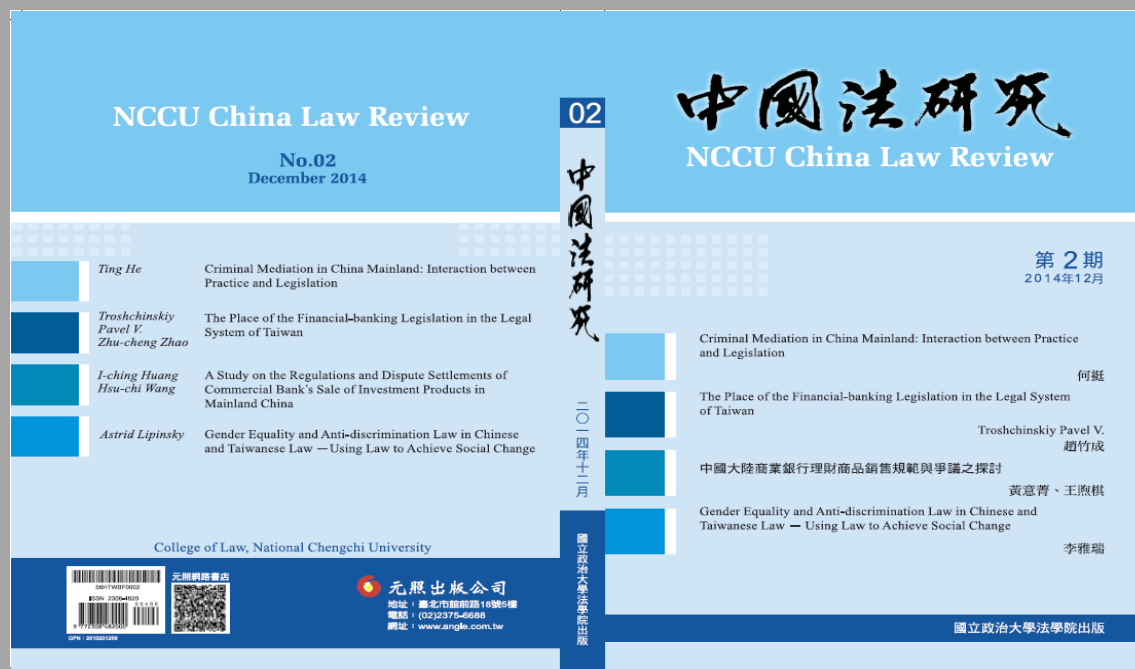 NCCU China Law Review
No.02
December 2014
Ting He
Criminal Mediation in China Mainland: Interaction between
Practice and Legislation
Troshchinskiy
Pavel V.
Zhu-cheng Zhao
The Place of the Financial-banking Legislation in the Legal
System of Taiwan
I-ching Huang
Hsu-chi Wang
A Study on the Regulations and Dispute Settlements of
Commercial Bank's Sale of Investment Products in
Mainland China
Astrid Lipinsky
Gender Equality and Anti-discrimination Law in Chinese
and Taiwanese Law —Using Law to Achieve Social Change
College of Law, National Chengchi University
ISSN 2306-4820
元照網路書店
元照出版公司
地址：臺北市館前路18號5樓
電話：(02)2375-6688
網址：www.angle.com.tw
02
中國法研究
二〇一四年十二月
國立政治大學法學院出版
中國法研究
NCCU China Law Review
第2期
2014年12月
Criminal Mediation in China Mainland: Interaction between Practice
and Legislation
何挺
The Place of the Financial-banking Legislation in the Legal System
of Taiwan
Troshchinskiy Pavel V.
趙竹成
中國大陸商業銀行理財商品銷售規範與爭議之探討
黃意菁、王煦棋
Gender Equality and Anti-discrimination Law in Chinese and
Taiwanese Law — Using Law to Achieve Social Change
李雅瑞
國立政治大學法學院出版